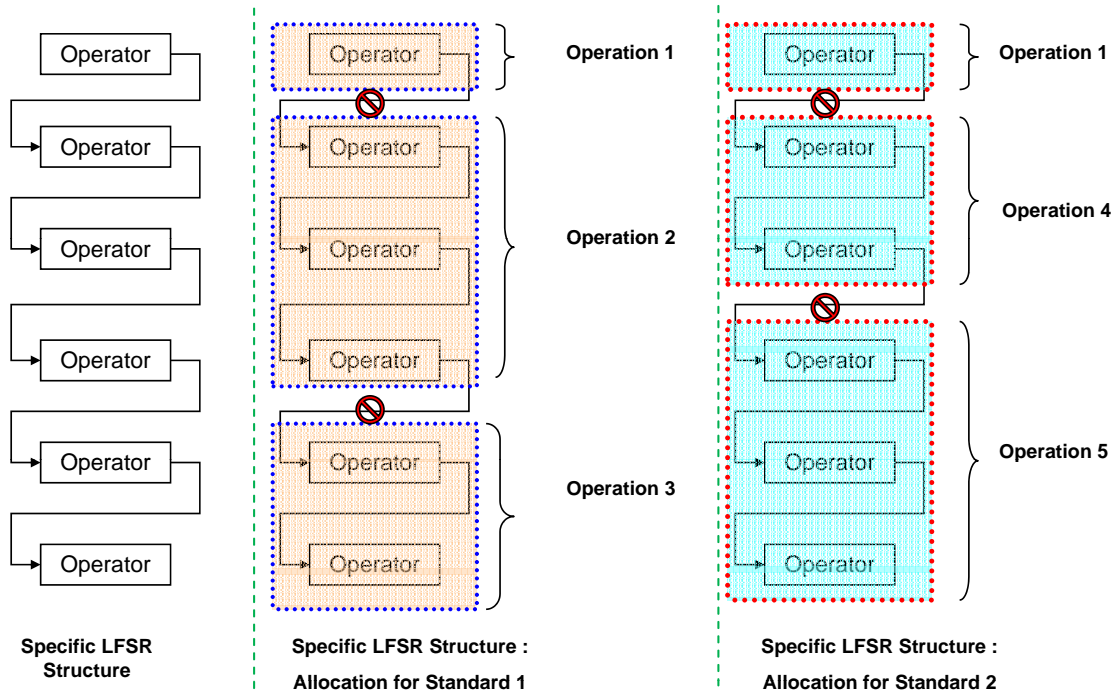 Operator
Operator
Operator
Operator
Operator
Operator
Specific LFSR
Structure
Operator
Operation 1
Operator
Operator
Operation 2
Operator
Operator
Operation 3
Operator
Specific LFSR Structure :
Allocation for Standard 1
Operator
Operation 1
Operator
Operation 4
Operator
Operator
Operator
Operation 5
Operator
Specific LFSR Structure :
Allocation for Standard 2